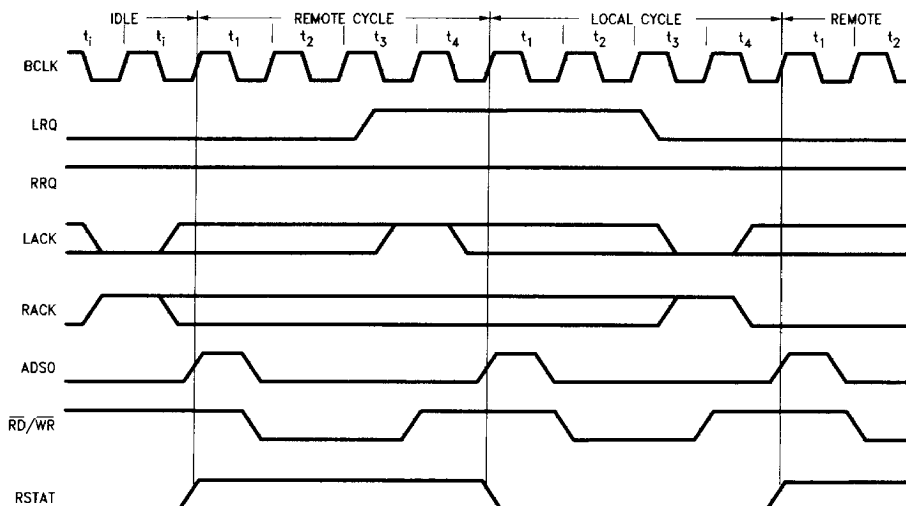 IDLE REMOTE CYCLE LOCAL CYCLE REMOTE
ti ti t1 t2 t3 t4 t1 t2 t3 t4 t1 t2
BCLK
LRQ
RRQ
LACK
RACK
ADSO
RD/WR
RSTAT